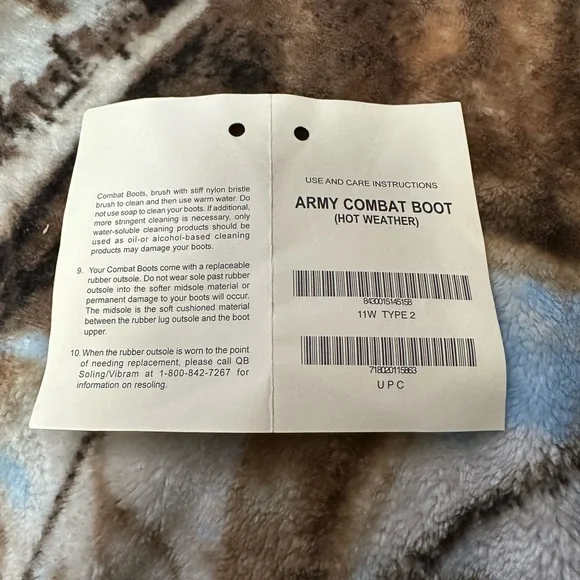 Combat Boots, brush with stiff nylon bristle
brush to clean and then use warm water. Do
not use soap to clean your boots. If additional,
more stringent cleaning is necessary, only
water-soluble cleaning products should be
used as oil-or alcohol-based cleaning
products may damage your boots.
9. Your Combat Boots come with a replaceable
rubber outsole. Do not wear sole past rubber
outsole into the softer midsole material or
permanent damage to your boots will occur.
The midsole is the soft cushioned material
between the rubber lug outsole and the boot
upper.
10. When the rubber outsole is worn to the point
of needing replacement, please call QB
Soling/Vibram at 1-800-842-7267 for
information on resoling.
USE AND CARE INSTRUCTIONS
ARMY COMBAT BOOT
(HOT WEATHER)
8430015145158
11W TYPE 2
718020115863
UPC